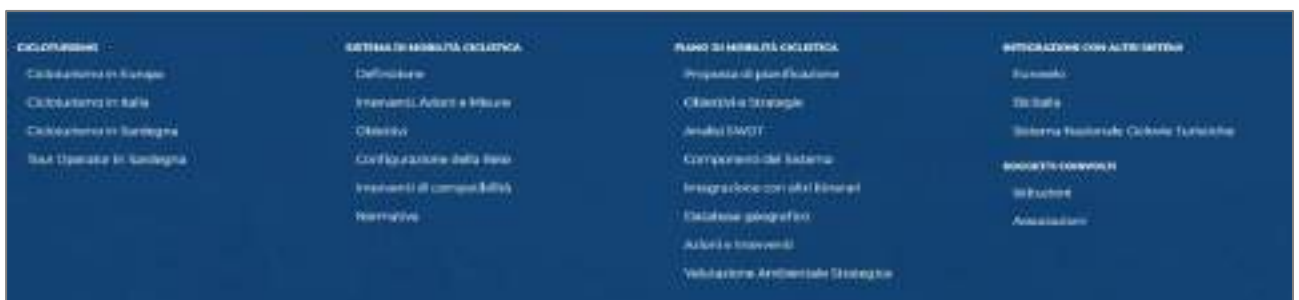 CICLOTURISMO
Cicloturismo in Europa
Cicloturismo in Italia
Cicloturismo in Sardegna
Tour Operator in Sardegna
SISTEMA DI MOBILITÀ CICLISTICA
Definizione
Interventi, Azioni e Misure
Obiettivi
Configurazione della Rete
Interventi di compatibilità
Normativa
PIANO DI MOBILITÀ CICLISTICA
Proposta di pianificazione
Obiettivi e Strategie
Analisi SWOT
Componenti del Sistema
Integrazione con altri itinerari
Database geografico
Azioni e Interventi
Valutazione Ambientale Strategica
INTEGRAZIONE CON ALTRI SISTEMI
Eurovelo
Bicitalia
Sistema Nazionale Ciclovie Turistiche
SOGGETTI COINVOLTI
Istituzioni
Associazioni